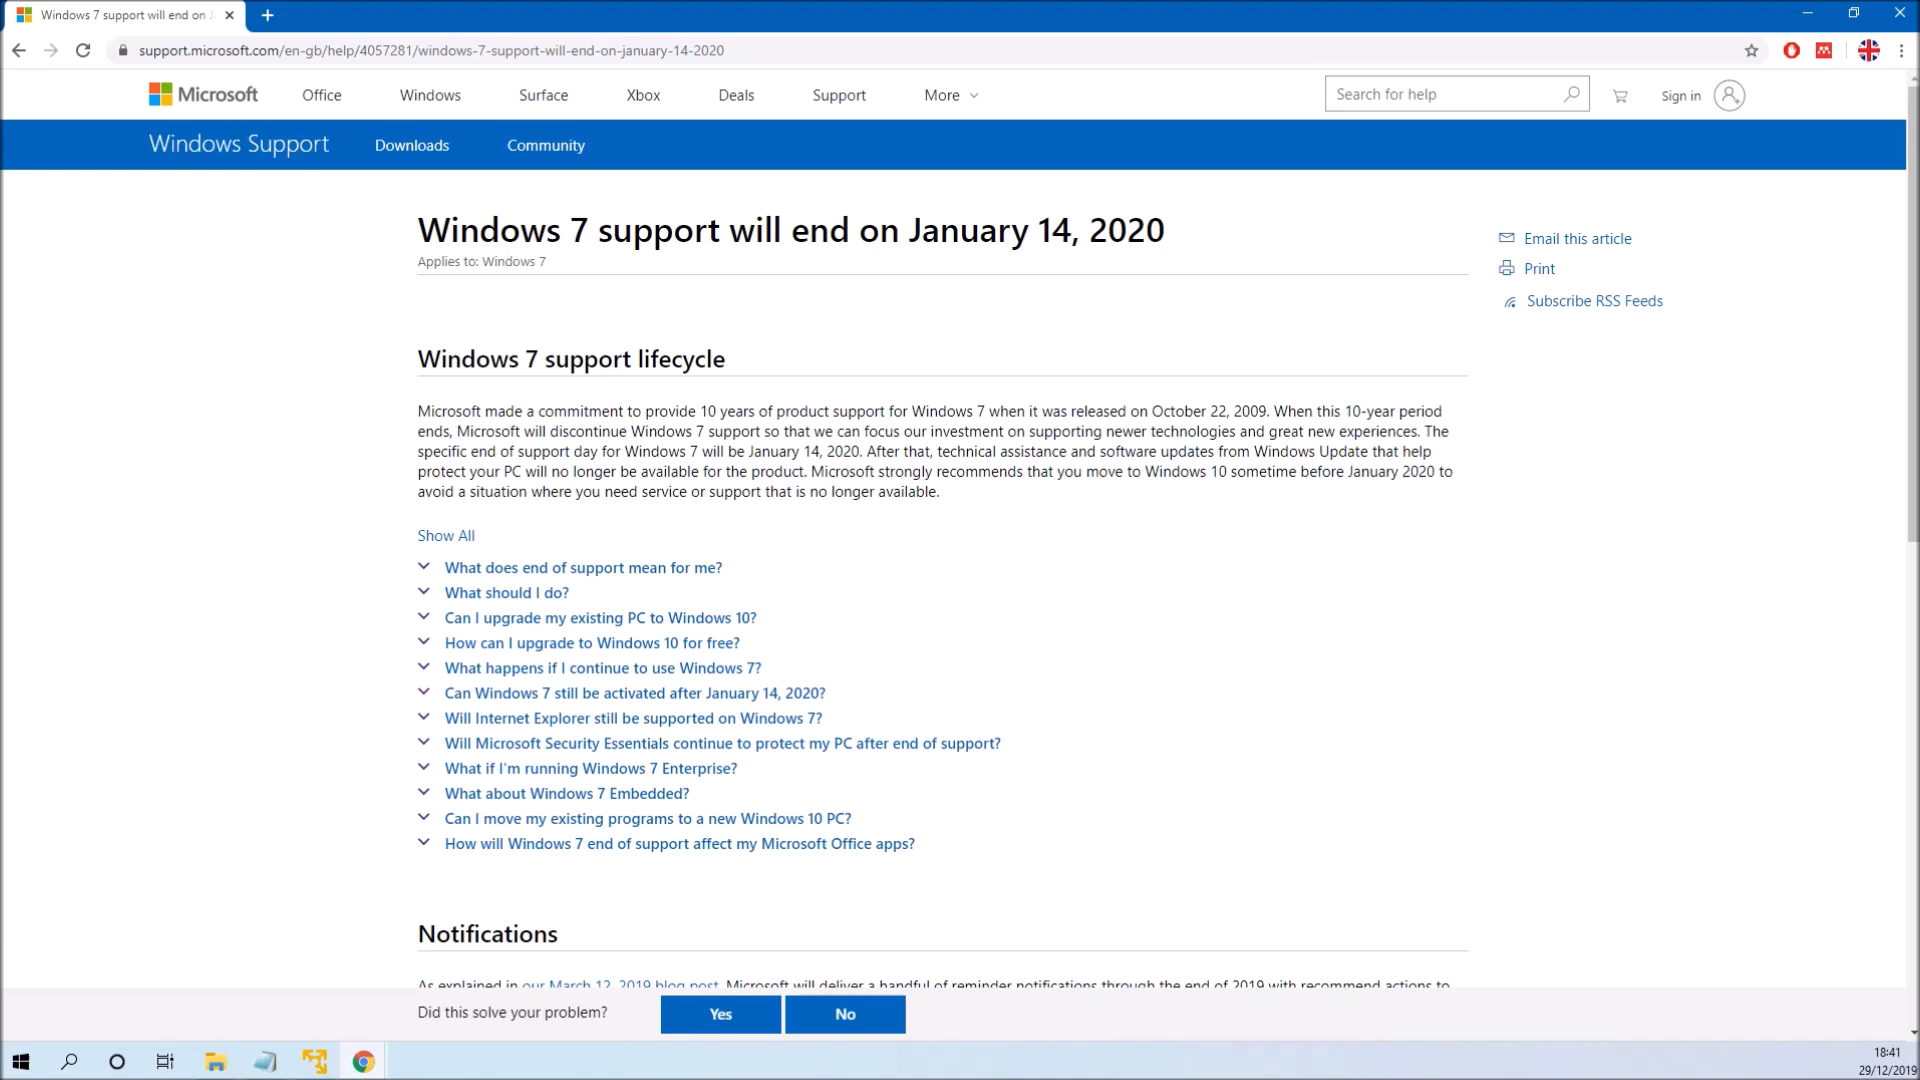 Windows 7 support will end on J
support.microsoft.com/en-gb/help/4057281/windows-7-support-will-end-on-january-14-2020
Microsoft
Office
Windows
Surface
Xbox
Deals
Support
More
Search for help
Sign in
Windows Support
Downloads
Community
Windows 7 support will end on January 14, 2020
Applies to: Windows 7
Email this article
Print
Subscribe RSS Feeds
Windows 7 support lifecycle
Microsoft made a commitment to provide 10 years of product support for Windows 7 when it was released on October 22, 2009. When this 10-year period
ends, Microsoft will discontinue Windows 7 support so that we can focus our investment on supporting newer technologies and great new experiences. The
specific end of support day for Windows 7 will be January 14, 2020. After that, technical assistance and software updates from Windows Update that help
protect your PC will no longer be available for the product. Microsoft strongly recommends that you move to Windows 10 sometime before January 2020 to
avoid a situation where you need service or support that is no longer available.
Show All
What does end of support mean for me?
What should I do?
Can I upgrade my existing PC to Windows 10?
How can I upgrade to Windows 10 for free?
What happens if I continue to use Windows 7?
Can Windows 7 still be activated after January 14, 2020?
Will Internet Explorer still be supported on Windows 7?
Will Microsoft Security Essentials continue to protect my PC after end of support?
What if I'm running Windows 7 Enterprise?
What about Windows 7 Embedded?
Can I move my existing programs to a new Windows 10 PC?
How will Windows 7 end of support affect my Microsoft Office apps?
Notifications
As explained in our March 12, 2019 blog post, Microsoft will deliver a handful of reminder notifications through the end of 2019 with recommend actions to
Did this solve your problem?
Yes
No
18:41
29/12/2019